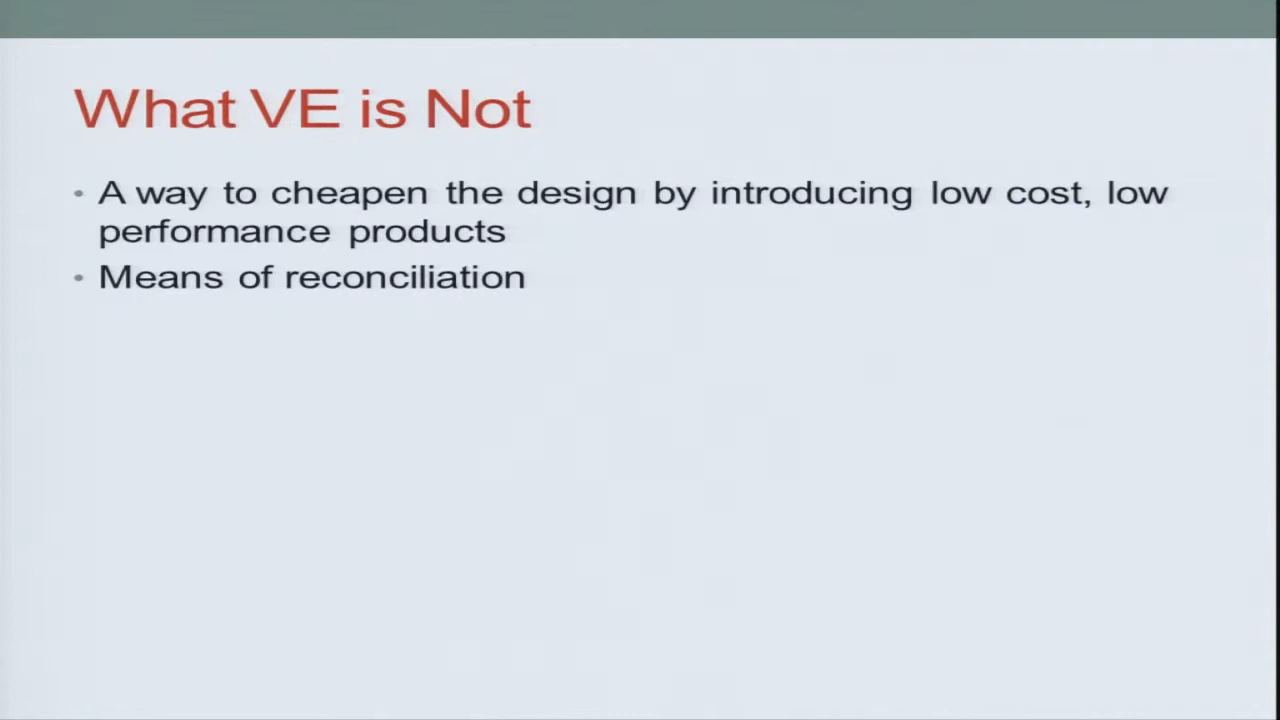 What VE is Not
• A way to cheapen the design by introducing low cost, low
performance products
• Means of reconciliation